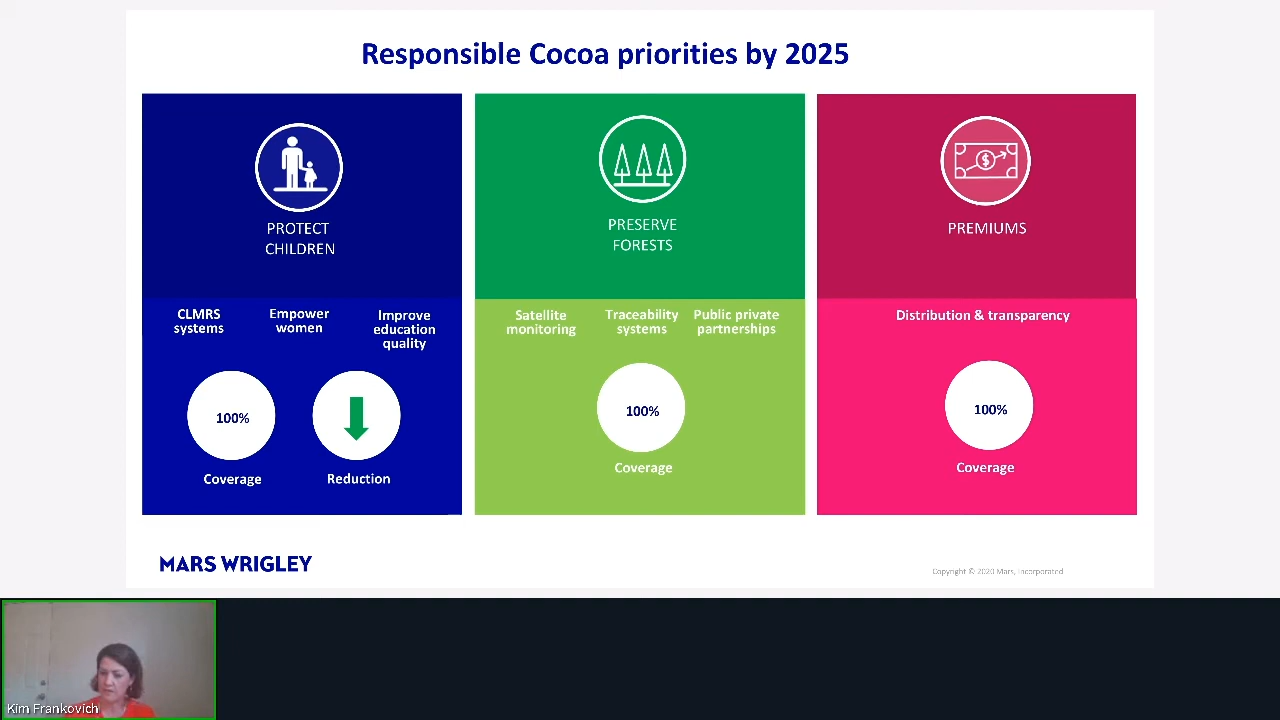 Responsible Cocoa priorities by 2025
PROTECT
CHILDREN
CLMRS
systems
Empower
women
Improve
education
quality
100%
Coverage
Reduction
PRESERVE
FORESTS
Satellite
monitoring
Traceability
systems
Public private
partnerships
100%
Coverage
$
PREMIUMS
Distribution & transparency
100%
Coverage
MARS WRIGLEY
Copyright © 2020 Mars, Incorporated
Kim Frankovich